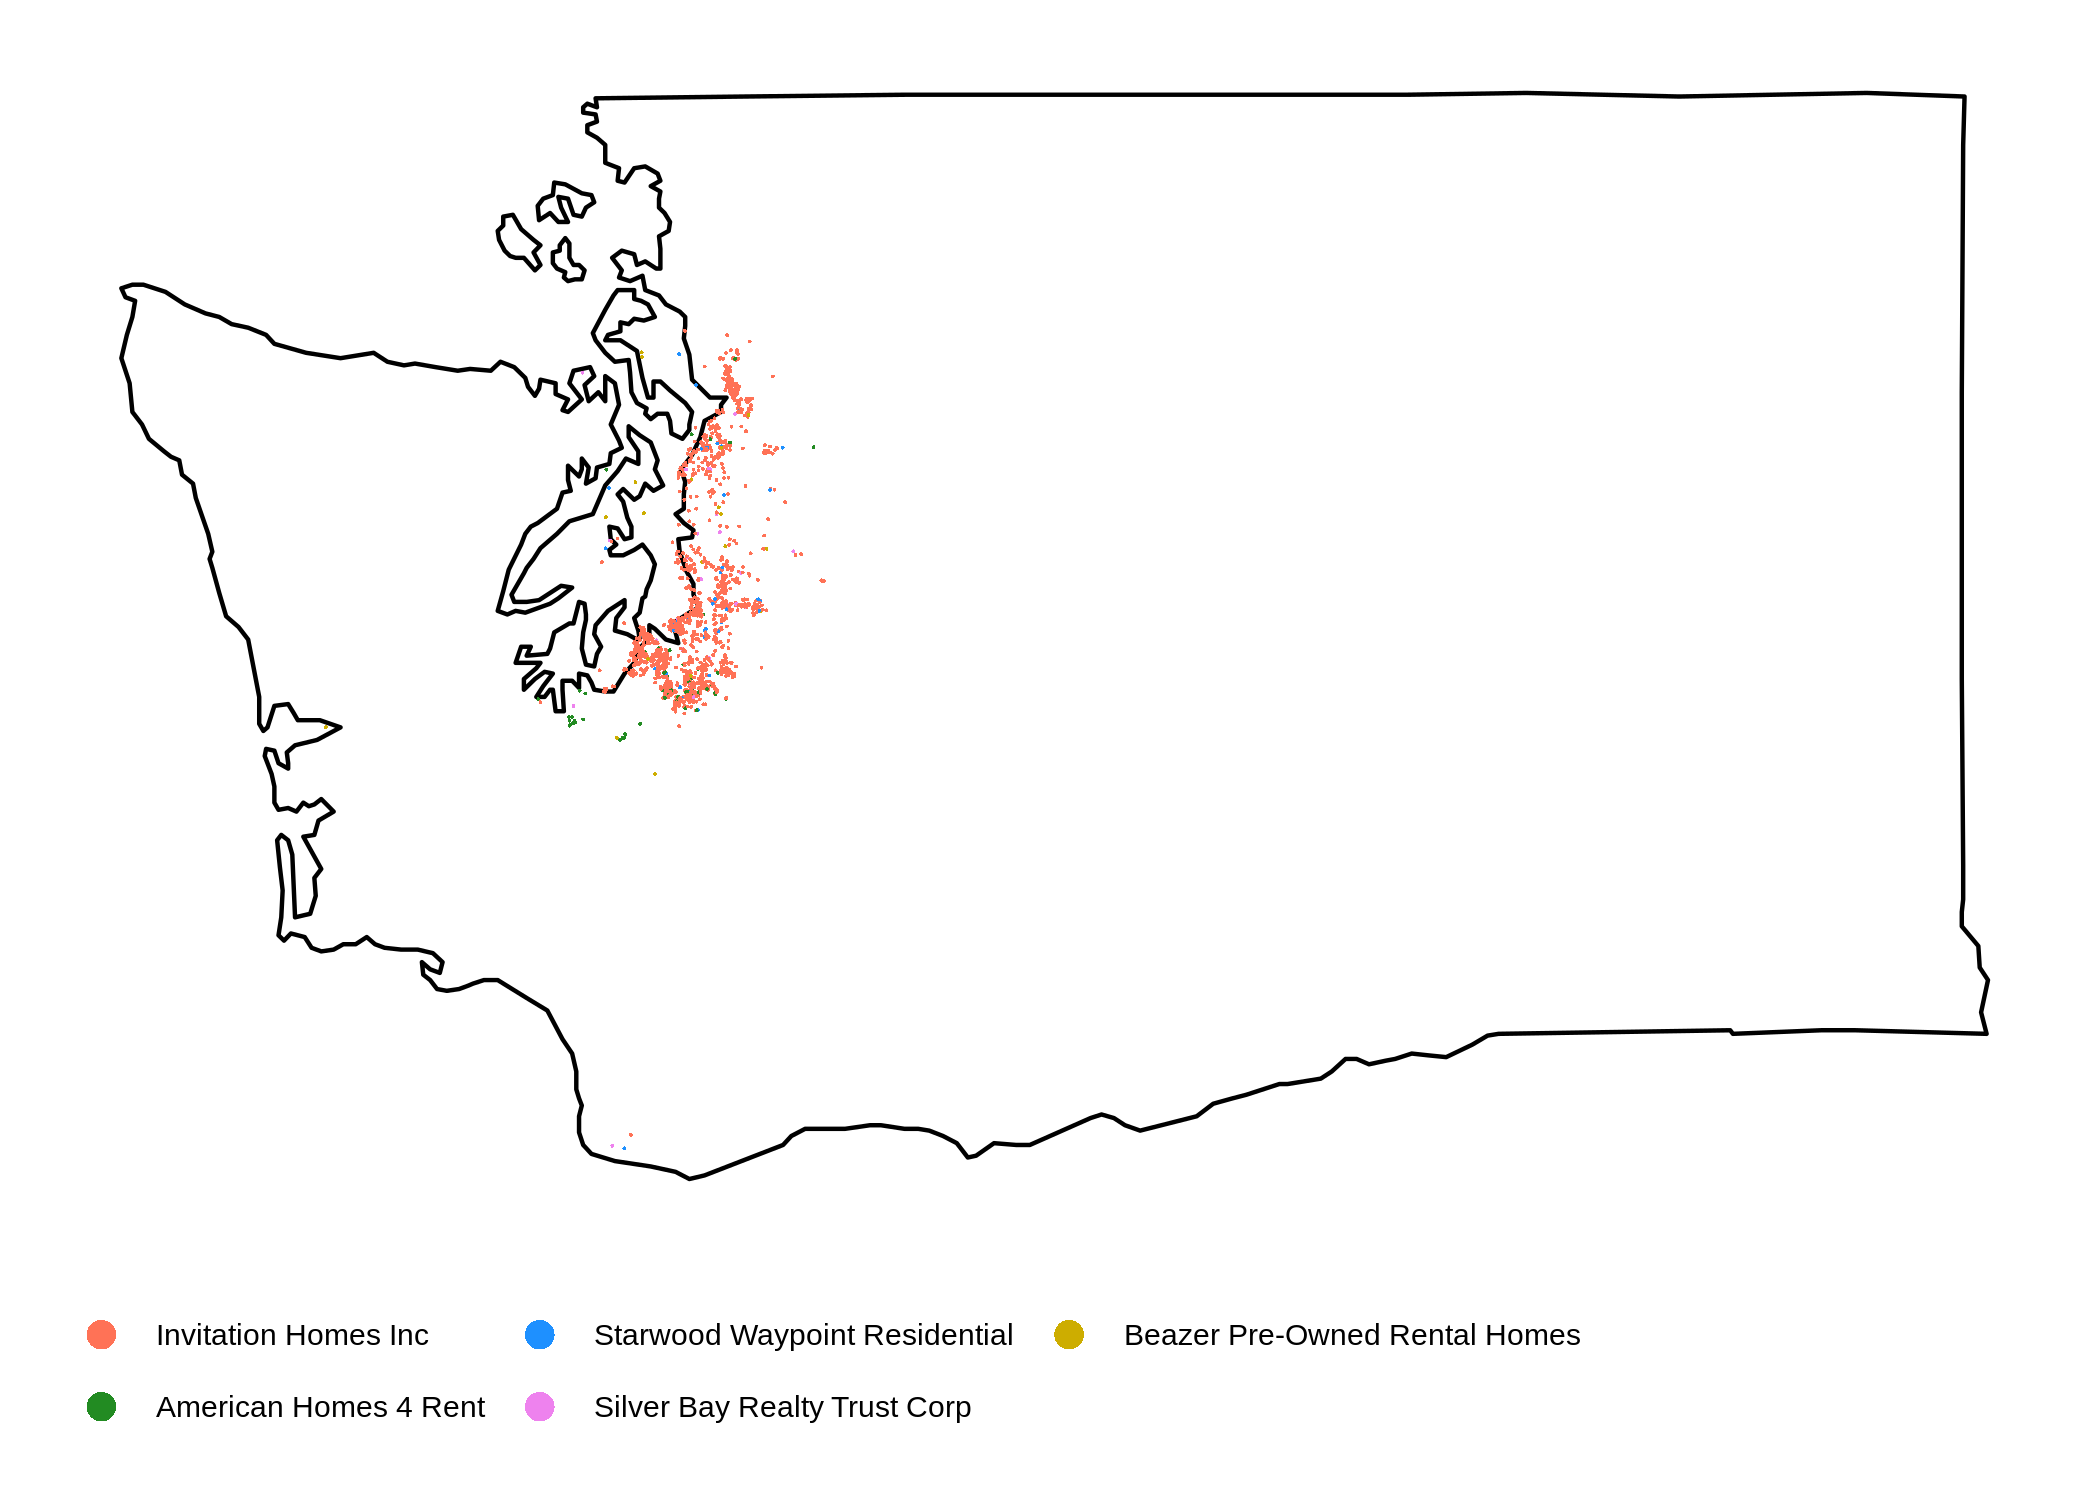 Invitation Homes Inc
Starwood Waypoint Residential
Beazer Pre-Owned Rental Homes
American Homes 4 Rent
Silver Bay Realty Trust Corp